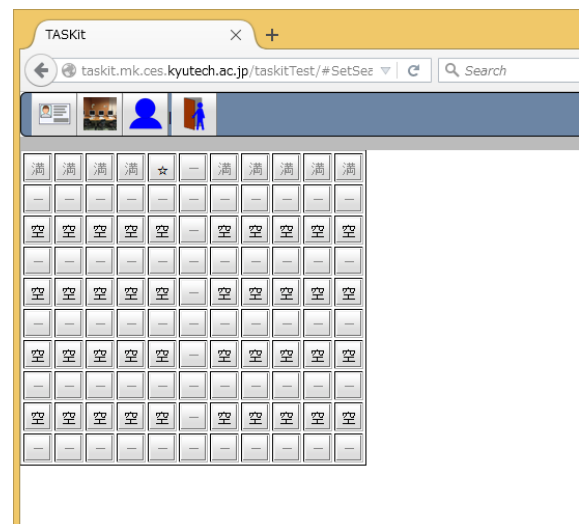 TASKit
taskit.mk.ces.kyutech.ac.jp/taskitTest/#SetSea
Search
満 満 満 満 ☆ － 満 満 満 満 満
－ － － － － － － － － － －
空 空 空 空 空 － 空 空 空 空 空
－ － － － － － － － － － －
空 空 空 空 空 － 空 空 空 空 空
－ － － － － － － － － － －
空 空 空 空 空 － 空 空 空 空 空
－ － － － － － － － － － －
空 空 空 空 空 － 空 空 空 空 空
－ － － － － － － － － － －